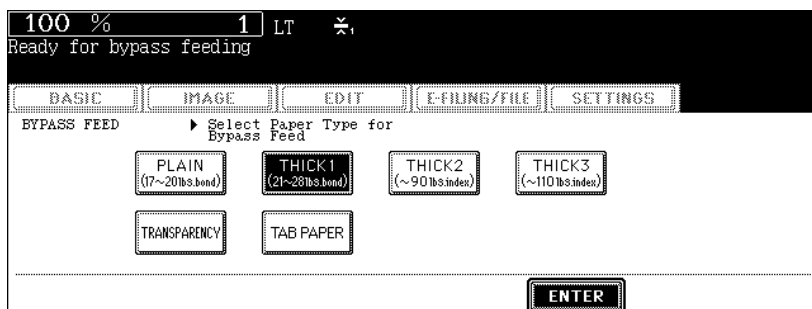 100 % 1 LT
Ready for bypass feeding
BASIC IMAGE EDIT E-FILING/FILE SETTINGS
BYPASS FEED Select Paper Type for
Bypass Feed
PLAIN THICK1 THICK2 THICK3
(17~20lbs.bond) (21~28lbs.bond) (~90lbs.index) (~110lbs.index)
TRANSPARENCY TAB PAPER
ENTER